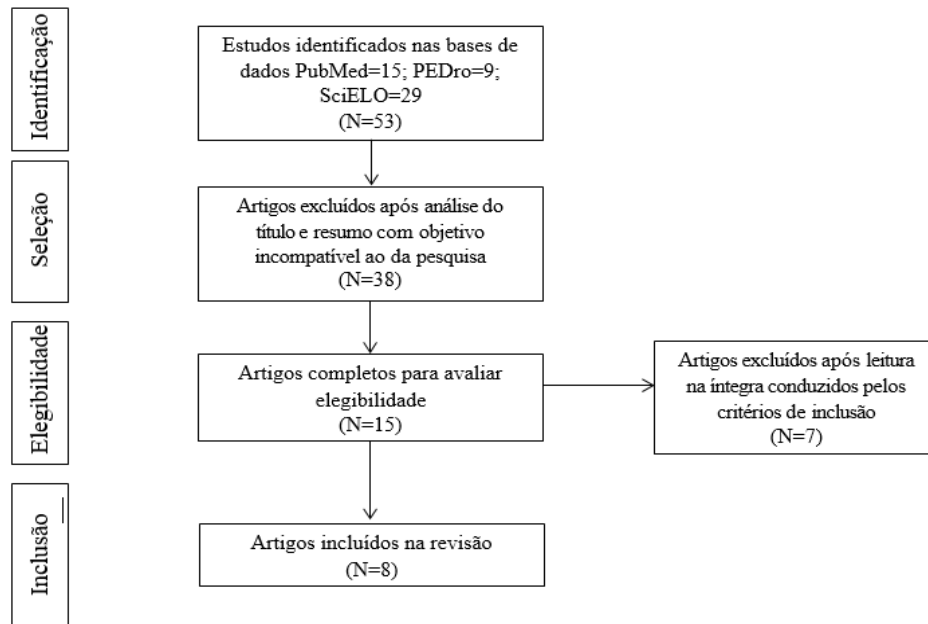 Identificação
Estudos identificados nas bases de
dados PubMed=15; PEDro=9;
SciELO=29
(N=53)
Seleção
Artigos excluídos após análise do
título e resumo com objetivo
incompatível ao da pesquisa
(N=38)
Elegibilidade
Artigos completos para avaliar
elegibilidade
(N=15)
Artigos excluídos após leitura
na íntegra conduzidos pelos
critérios de inclusão
(N=7)
Inclusão
Artigos incluídos na revisão
(N=8)